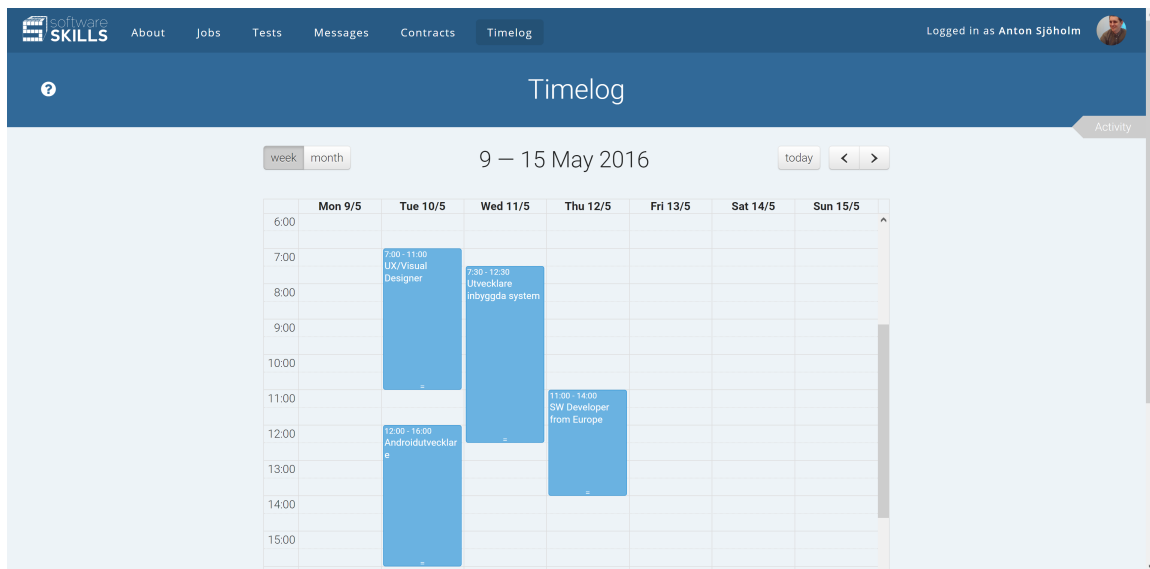 software
SKILLS
About Jobs Tests Messages Contracts Timelog
Logged in as Anton Sjöholm
Timelog
Activity
week month
9 — 15 May 2016
today
Mon 9/5 Tue 10/5 Wed 11/5 Thu 12/5 Fri 13/5 Sat 14/5 Sun 15/5
6:00
7:00
8:00
9:00
10:00
11:00
12:00
13:00
14:00
15:00
7:00 - 11:00
UX/Visual
Designer
12:00 - 16:00
Androidutvecklar
e
7:30 - 12:30
Utvecklare
inbyggda system
11:00 - 14:00
SW Developer
from Europe